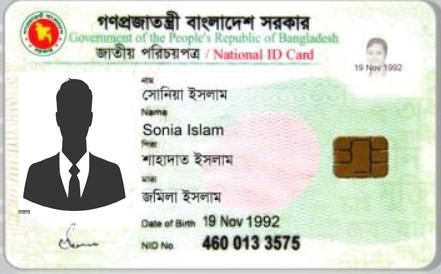 গণপ্রজাতন্ত্রী বাংলাদেশ সরকার
Government of the People's Republic of Bangladesh
জাতীয় পরিচয়পত্র / National ID Card
19 Nov 1992
নাম
সোনিয়া ইসলাম
Name
Sonia Islam
পিতা
শাহাদাত ইসলাম
মাতা
জমিলা ইসলাম
Date of Birth 19 Nov 1992
NID No. 460 013 3575